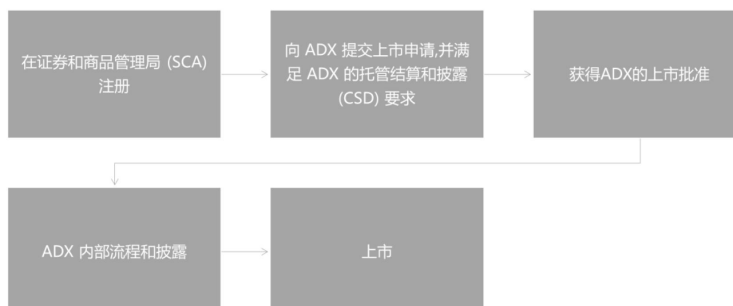 在证券和商品管理局 (SCA)
注册
向 ADX 提交上市申请,并满
足 ADX 的托管结算和披露
(CSD) 要求
获得ADX的上市批准
ADX 内部流程和披露
上市